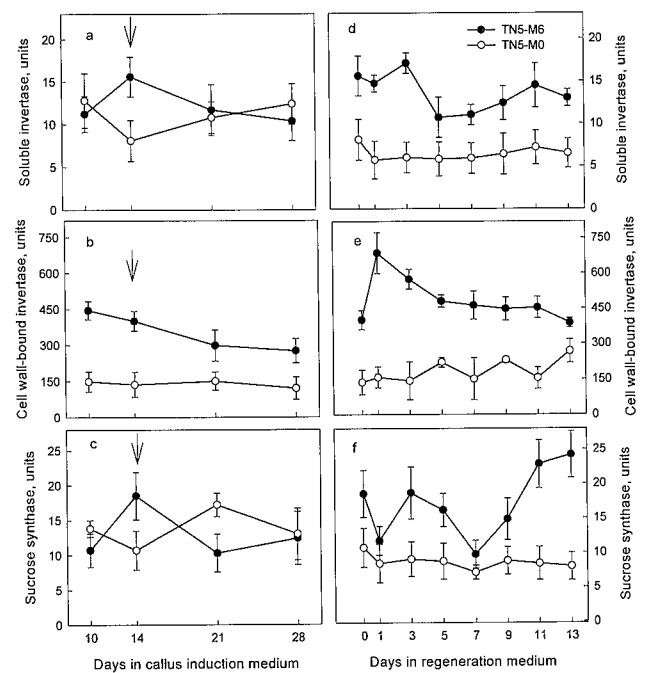 a
Soluble invertase, units
20
15
10
5
0
d
TN5-M6
TN5-M0
20
15
10
5
0
Soluble invertase, units
b
Cell wall-bound invertase, units
750
600
450
300
150
0
e
750
600
450
300
150
0
Cell wall-bound invertase, units
c
Sucrose synthase, units
25
20
15
10
5
0
10 14 21 28
Days in callus induction medium
f
25
20
15
10
5
0
Sucrose synthase, units
0 1 3 5 7 9 11 13
Days in regeneration medium